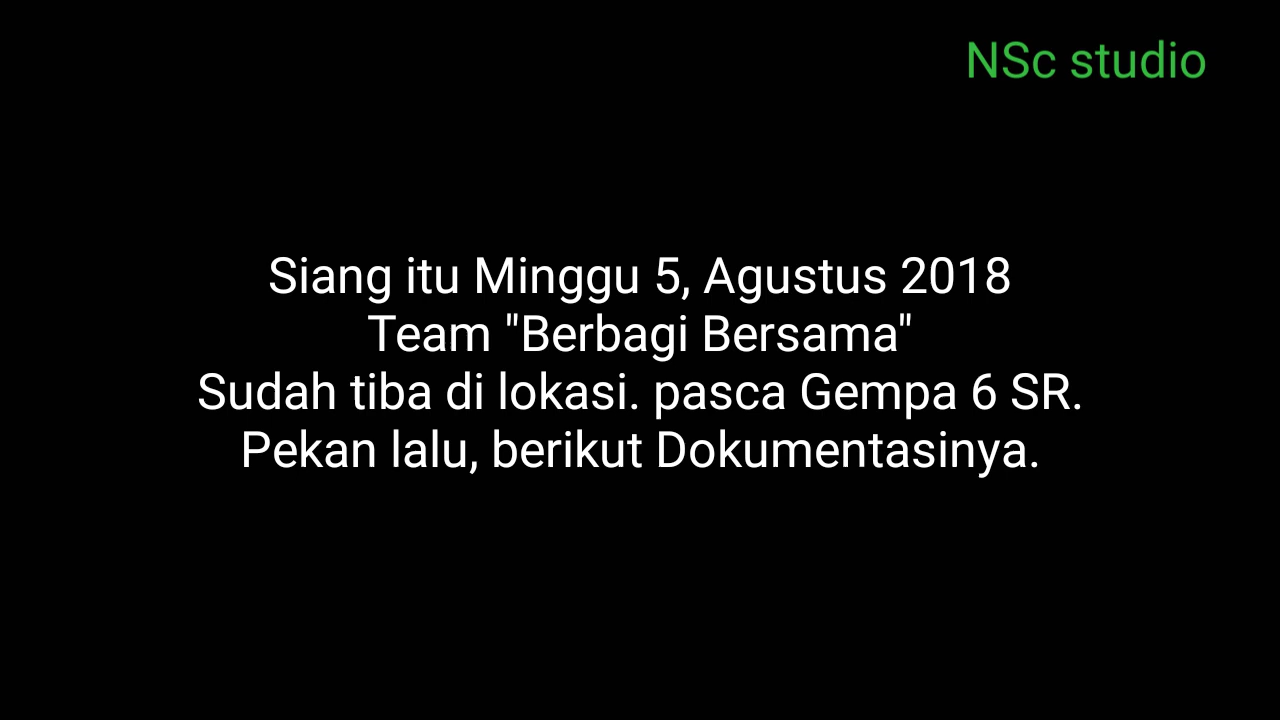 NSc studio
Siang itu Minggu 5, Agustus 2018
Team "Berbagi Bersama"
Sudah tiba di lokasi. pasca Gempa 6 SR.
Pekan lalu, berikut Dokumentasinya.